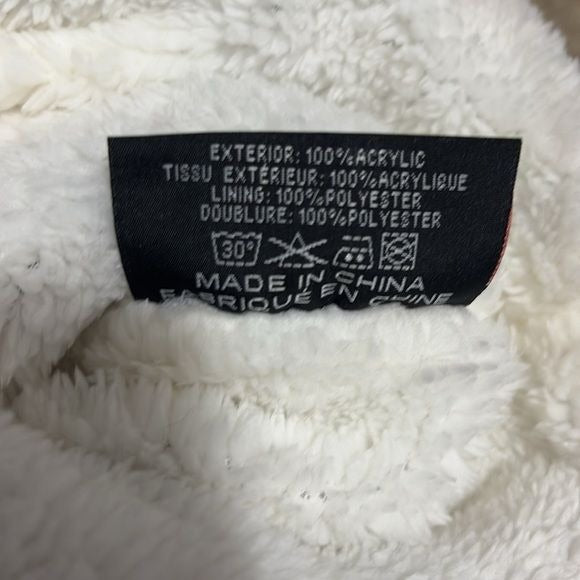 EXTERIOR: 100%ACRYLIC
TISSU EXTÉRIEUR: 100%ACRYLIQUE
LINING: 100%POLYESTER
DOUBLURE: 100%POLYESTER
30°
MADE IN CHINA
FABRIQUE EN CHINE